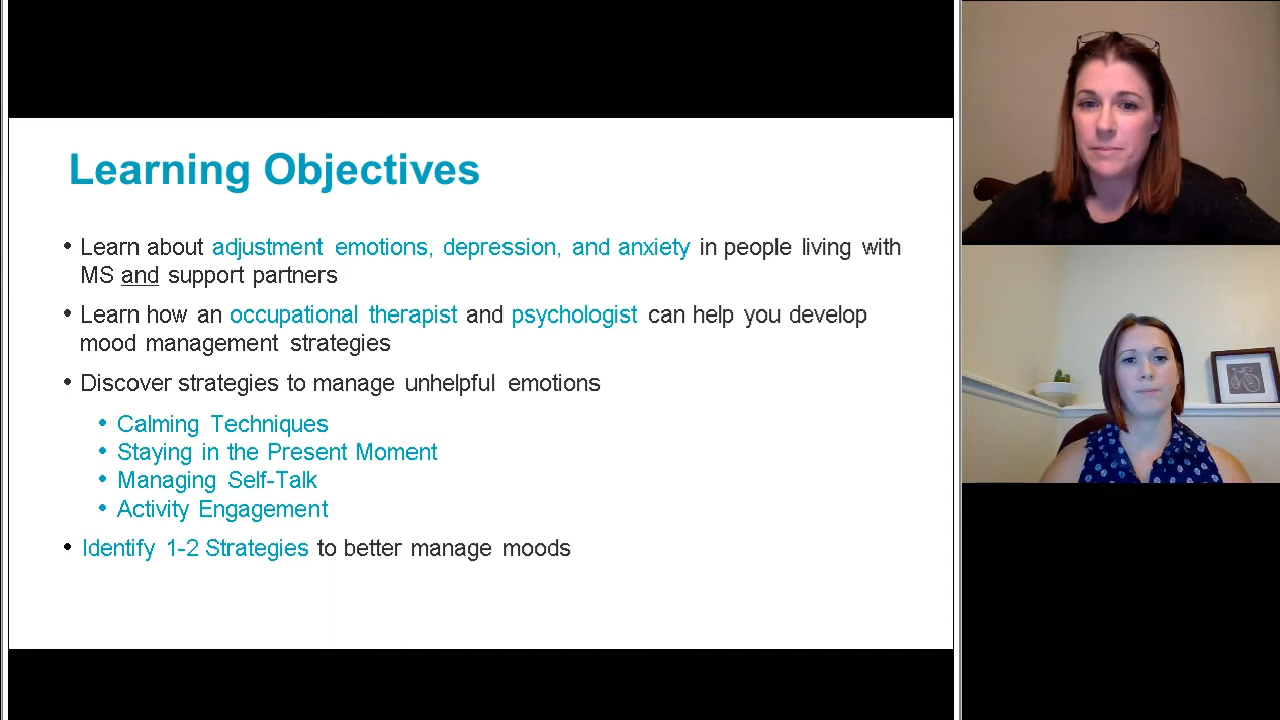 Learning Objectives
• Learn about adjustment emotions, depression, and anxiety in people living with
MS and support partners
• Learn how an occupational therapist and psychologist can help you develop
mood management strategies
• Discover strategies to manage unhelpful emotions
• Calming Techniques
• Staying in the Present Moment
• Managing Self-Talk
• Activity Engagement
• Identify 1-2 Strategies to better manage moods